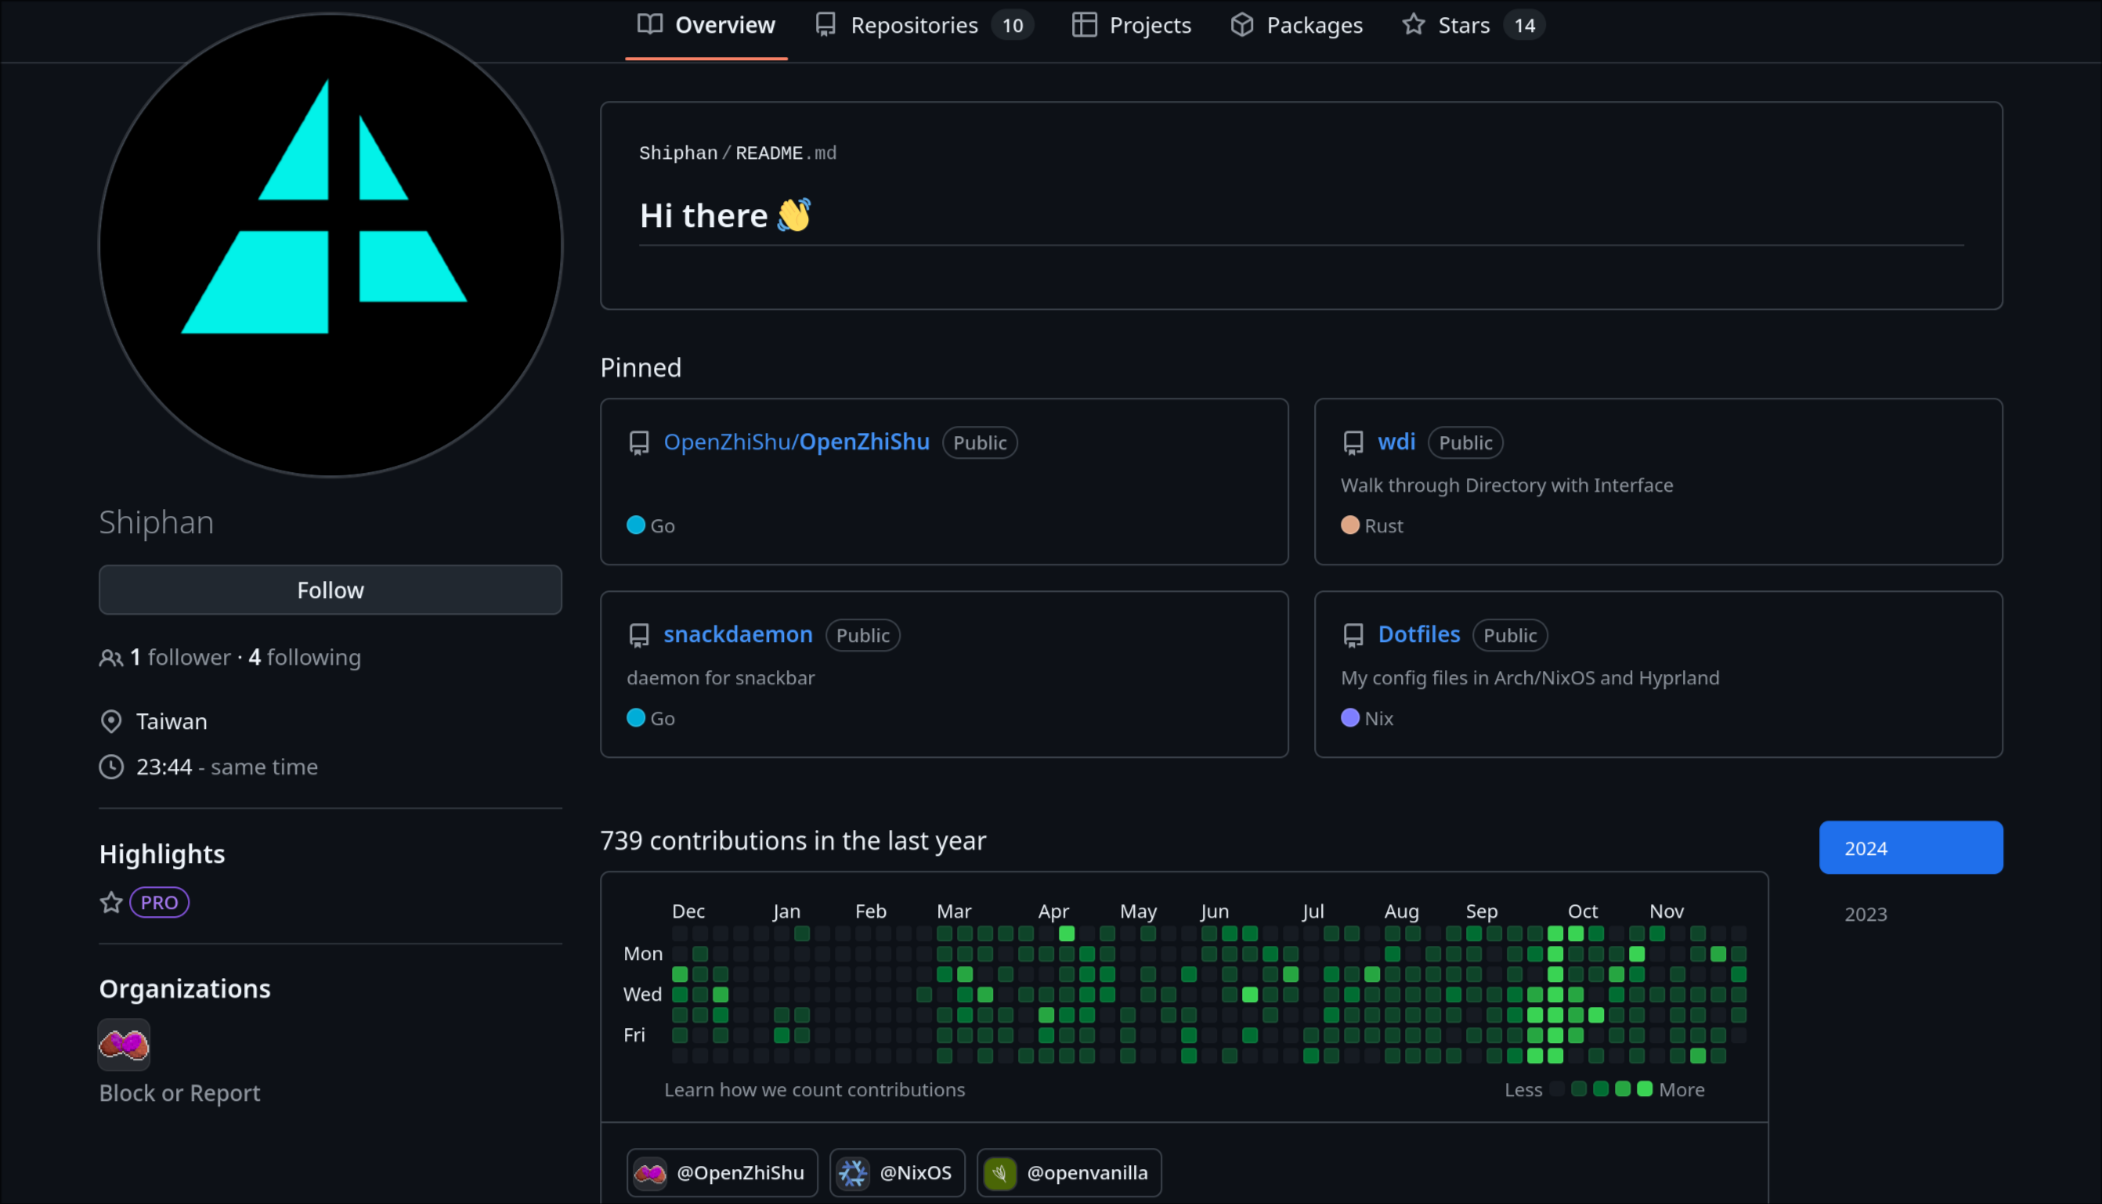 Overview Repositories 10 Projects Packages Stars 14
Shiphan/README.md
Hi there 👋
Shiphan
Follow
1 follower · 4 following
Taiwan
23:44 - same time
Highlights
PRO
Organizations
Block or Report
Pinned
OpenZhiShu/OpenZhiShu Public
Go
wdi Public
Walk through Directory with Interface
Rust
snackdaemon Public
daemon for snackbar
Go
Dotfiles Public
My config files in Arch/NixOS and Hyprland
Nix
739 contributions in the last year
2024
2023
Dec Jan Feb Mar Apr May Jun Jul Aug Sep Oct Nov
Mon
Wed
Fri
Learn how we count contributions
Less More
@OpenZhiShu @NixOS @openvanilla